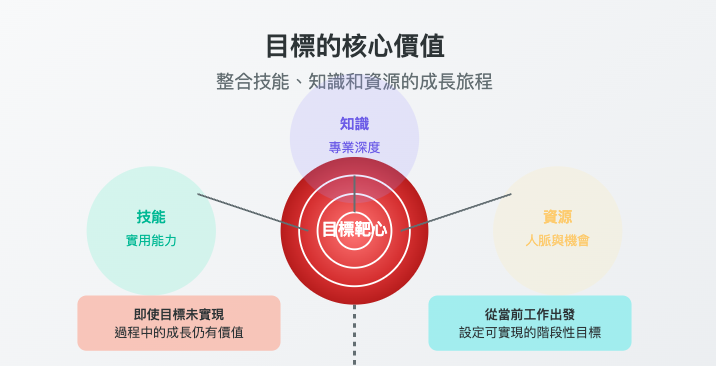 目標的核心價值
整合技能、知識和資源的成長旅程
知識
專業深度
技能
實用能力
目標靶心
資源
人脈與機會
即使目標未實現
過程中的成長仍有價值
從當前工作出發
設定可實現的階段性目標